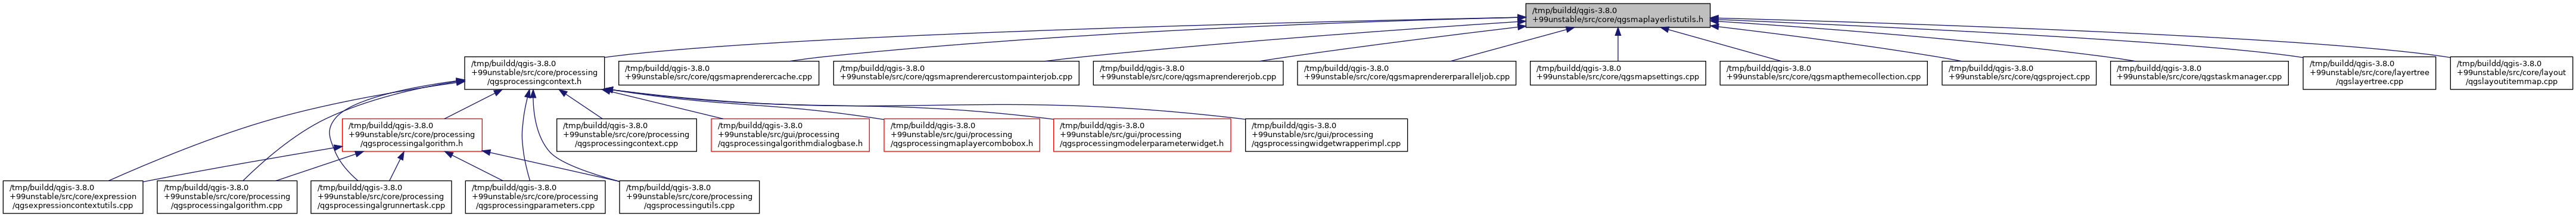 /tmp/buildd/qgis-3.8.0
+99unstable/src/core/qgsmaplayerlistutils.h
/tmp/buildd/qgis-3.8.0
+99unstable/src/core/processing
/qgsprocessingcontext.h
/tmp/buildd/qgis-3.8.0
+99unstable/src/core/qgsmaprenderercache.cpp
/tmp/buildd/qgis-3.8.0
+99unstable/src/core/qgsmaprenderercustompainterjob.cpp
/tmp/buildd/qgis-3.8.0
+99unstable/src/core/qgsmaprendererjob.cpp
/tmp/buildd/qgis-3.8.0
+99unstable/src/core/qgsmaprendererparalleljob.cpp
/tmp/buildd/qgis-3.8.0
+99unstable/src/core/qgsmapsettings.cpp
/tmp/buildd/qgis-3.8.0
+99unstable/src/core/qgsmapthemecollection.cpp
/tmp/buildd/qgis-3.8.0
+99unstable/src/core/qgsproject.cpp
/tmp/buildd/qgis-3.8.0
+99unstable/src/core/qgstaskmanager.cpp
/tmp/buildd/qgis-3.8.0
+99unstable/src/core/layertree
/qgslayertree.cpp
/tmp/buildd/qgis-3.8.0
+99unstable/src/core/layout
/qgslayoutitemmap.cpp
/tmp/buildd/qgis-3.8.0
+99unstable/src/core/processing
/qgsprocessingalgorithm.h
/tmp/buildd/qgis-3.8.0
+99unstable/src/core/processing
/qgsprocessingcontext.cpp
/tmp/buildd/qgis-3.8.0
+99unstable/src/gui/processing
/qgsprocessingalgorithmdialogbase.h
/tmp/buildd/qgis-3.8.0
+99unstable/src/gui/processing
/qgsprocessingmaplayercombobox.h
/tmp/buildd/qgis-3.8.0
+99unstable/src/gui/processing
/qgsprocessingmodelerparameterwidget.h
/tmp/buildd/qgis-3.8.0
+99unstable/src/gui/processing
/qgsprocessingwidgetwrapperimpl.cpp
/tmp/buildd/qgis-3.8.0
+99unstable/src/core/expression
/qgsexpressioncontextutils.cpp
/tmp/buildd/qgis-3.8.0
+99unstable/src/core/processing
/qgsprocessingalgorithm.cpp
/tmp/buildd/qgis-3.8.0
+99unstable/src/core/processing
/qgsprocessingalgrunnertask.cpp
/tmp/buildd/qgis-3.8.0
+99unstable/src/core/processing
/qgsprocessingparameters.cpp
/tmp/buildd/qgis-3.8.0
+99unstable/src/core/processing
/qgsprocessingutils.cpp